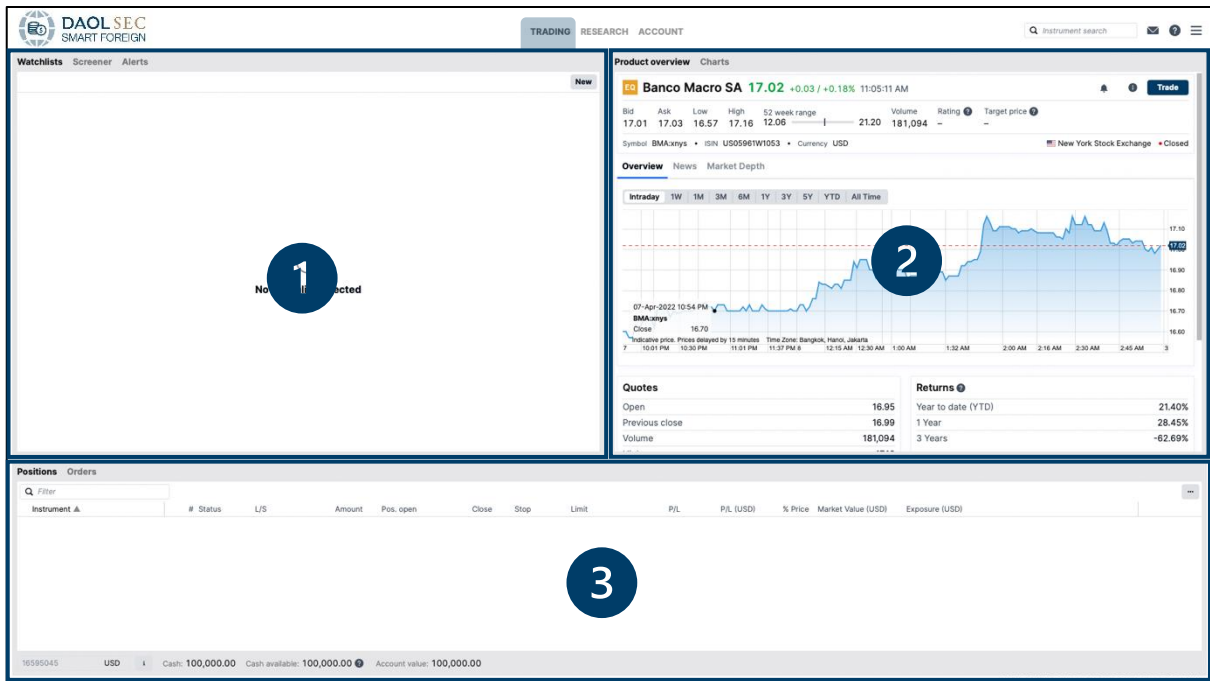 DAOL SEC
SMART FOREIGN
TRADING RESEARCH ACCOUNT
Instrument search
Watchlists Screener Alerts
New
1
Product overview Charts
EQ Banco Macro SA 17.02 +0.03 / +0.18% 11:05:11 AM
Trade
Bid Ask Low High 52 week range Volume Rating Target price
17.01 17.03 16.57 17.16 12.06 21.20 181,094 – –
Symbol BMA:xnys • ISIN US05961W1053 • Currency USD New York Stock Exchange • Closed
Overview News Market Depth
Intraday 1W 1M 3M 6M 1Y 3Y 5Y YTD All Time
17.10
17.02
2
16.90
16.80
16.70
16.60
07-Apr-2022 10:54 PM
BMA:xnys
Close 16.70
Indicative price. Prices delayed by 15 minutes Time Zone: Bangkok, Hanoi, Jakarta
7 10:01 PM 10:30 PM 11:01 PM 11:37 PM 8 12:15 AM 12:30 AM 1:00 AM 1:32 AM 2:00 AM 2:16 AM 2:30 AM 2:45 AM 3
Quotes
Open 16.95
Previous close 16.99
Volume 181,094
Returns
Year to date (YTD) 21.40%
1 Year 28.45%
3 Years -62.69%
Positions Orders
Filter
Instrument # Status L/S Amount Pos. open Close Stop Limit P/L P/L (USD) % Price Market Value (USD) Exposure (USD)
3
16595045 USD Cash: 100,000.00 Cash available: 100,000.00 Account value: 100,000.00